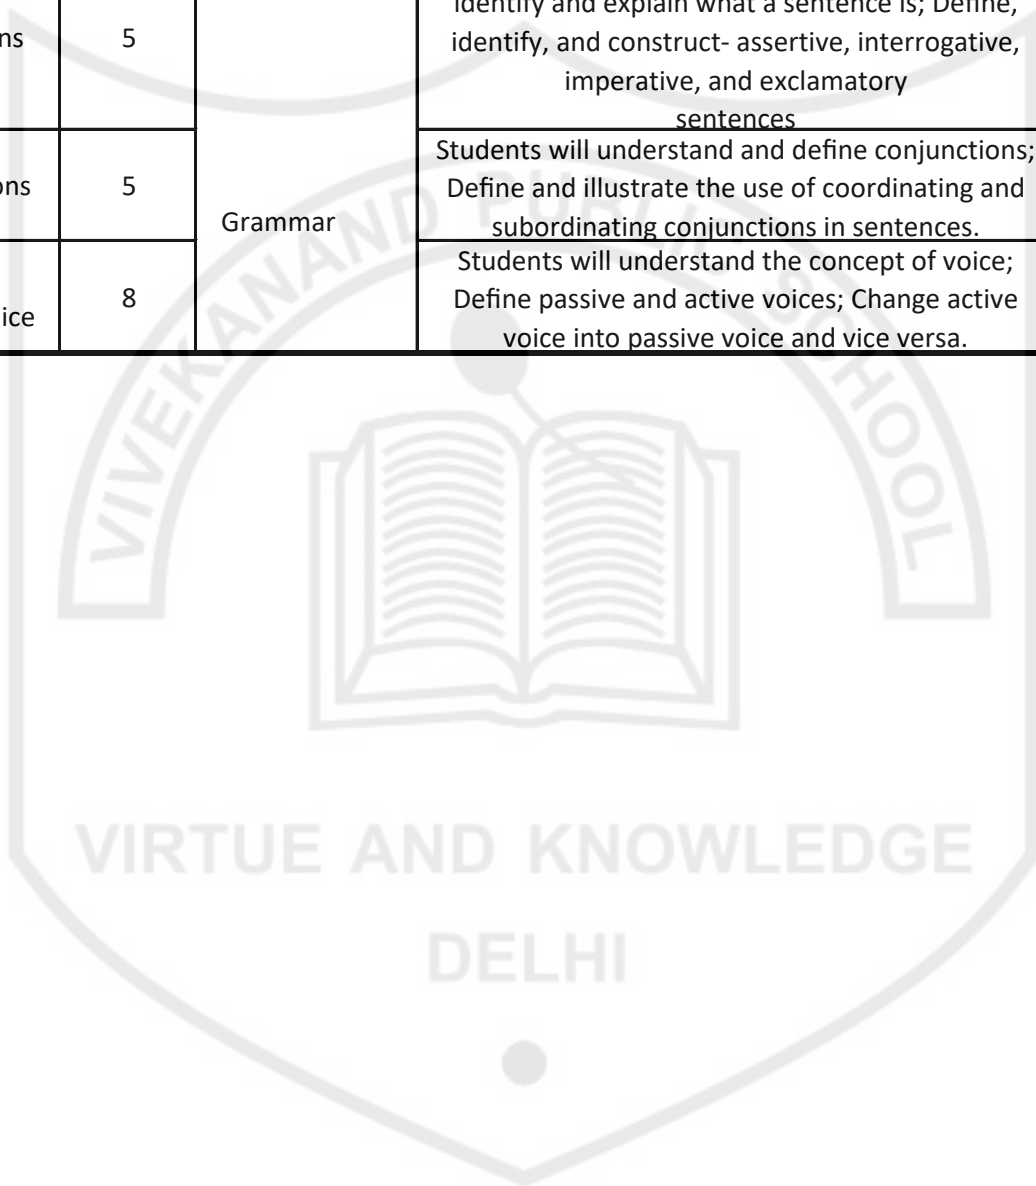 identify and explain what a sentence is; Define,
ns 5 identify, and construct- assertive, interrogative,
imperative, and exclamatory
sentences
Students will understand and define conjunctions;
ons 5 Define and illustrate the use of coordinating and
Grammar subordinating conjunctions in sentences.
Students will understand the concept of voice;
ice 8 Define passive and active voices; Change active
voice into passive voice and vice versa.
VIVEKANAND PUBLIC SCHOOL
VIRTUE AND KNOWLEDGE
DELHI